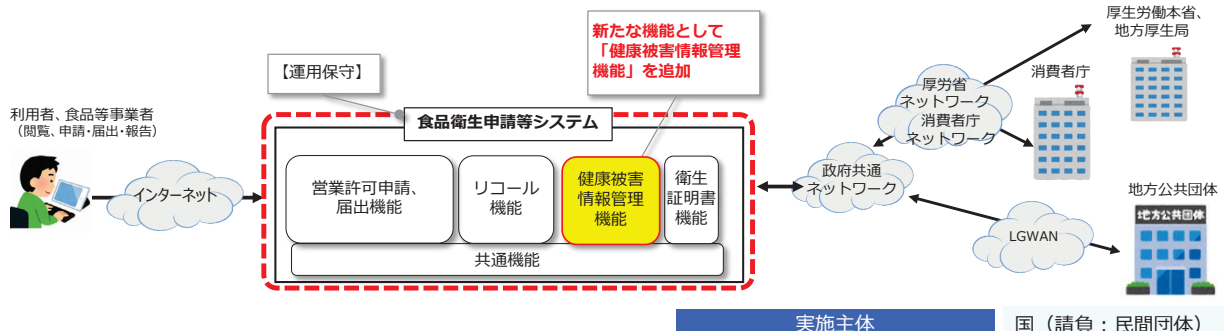 利用者、食品等事業者
（閲覧、申請・届出・報告）
インターネット
【運用保守】
新たな機能として
「健康被害情報管理
機能」を追加
食品衛生申請等システム
営業許可申請、
届出機能
リコール
機能
健康被害
情報管理
機能
衛生
証明書
機能
共通機能
政府共通
ネットワーク
厚労省
ネットワーク
消費者庁
ネットワーク
厚生労働本省、
地方厚生局
消費者庁
LGWAN
地方公共団体
地方公共団体
実施主体
国（請負：民間団体）